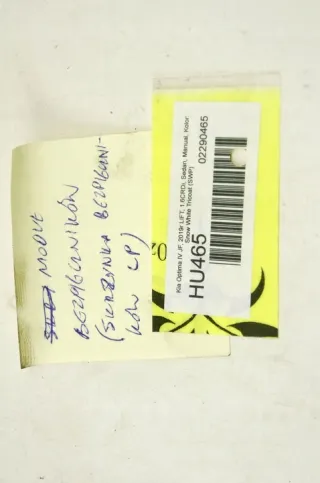 MODUŁ
BEZPIECZNIKÓW
(SKRZYNKA BEZPIECZNI-
KÓW LP)
Kia Optima IV JF, 2019r LIFT, 1.6CRDi, Sedan, Manual, Kolor:
Snow White Tricoat (SWP)
HU465
02290465